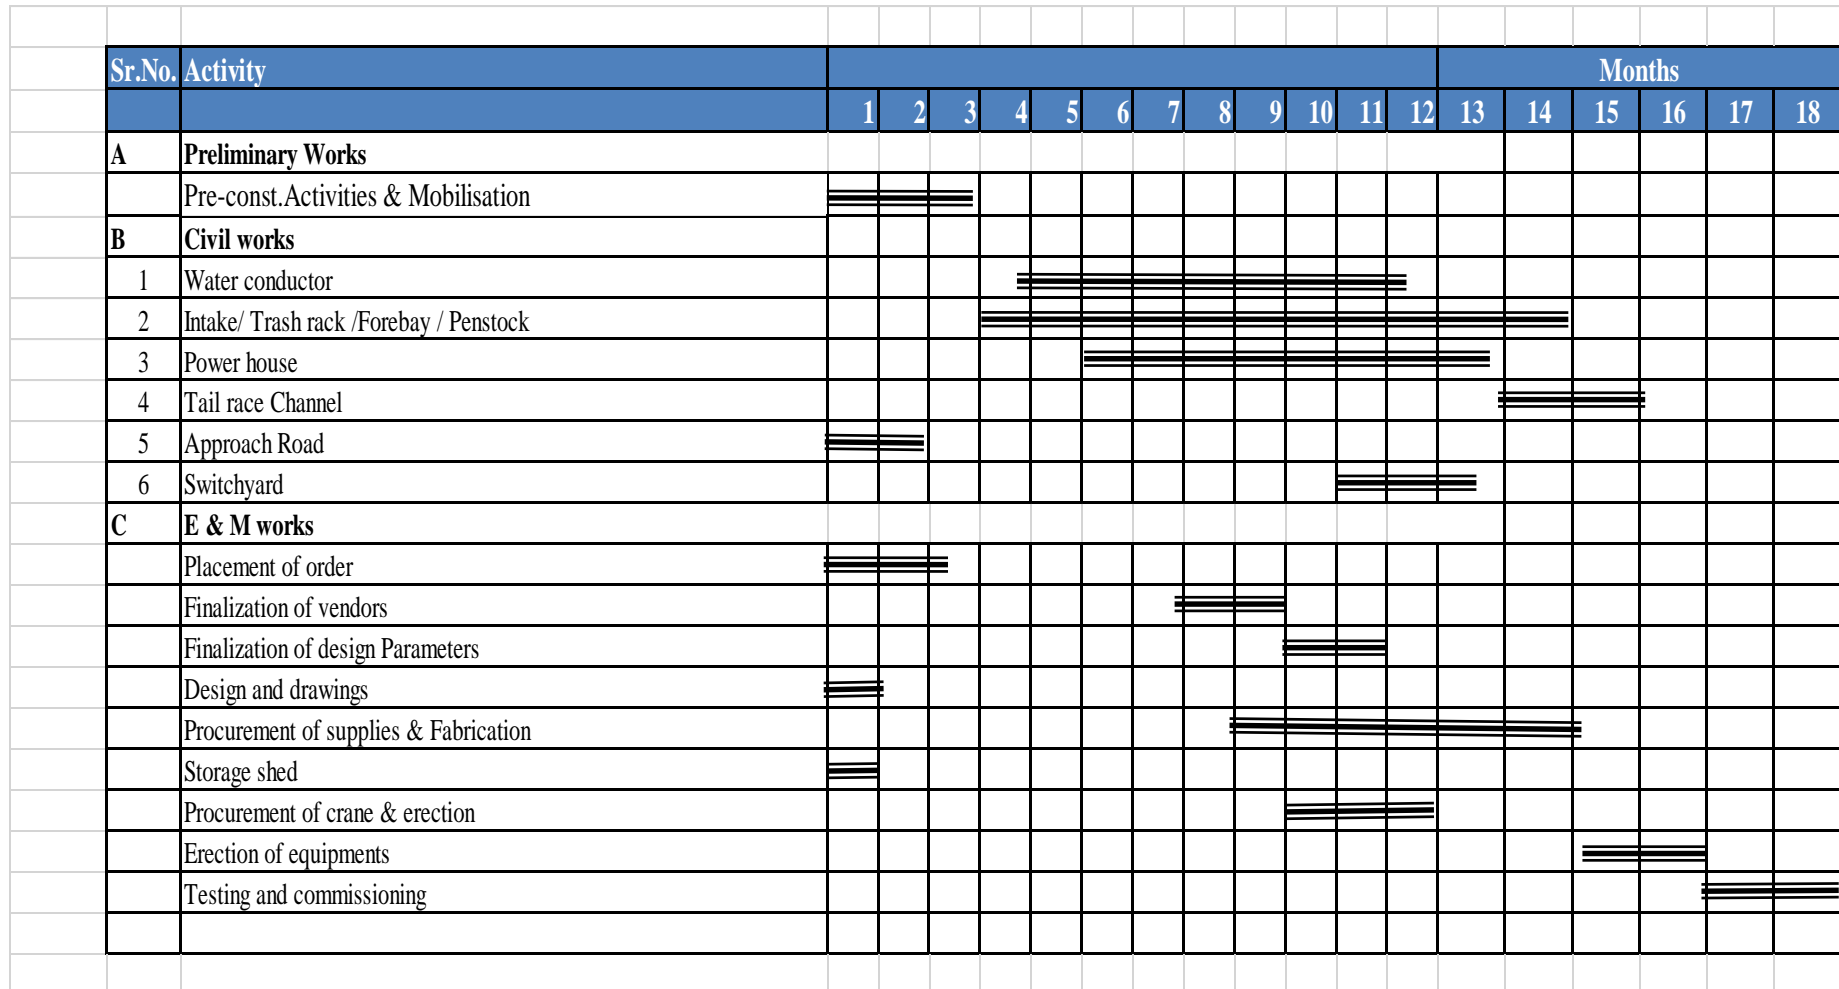 Sr.No. Activity Months
1 2 3 4 5 6 7 8 9 10 11 12 13 14 15 16 17 18
A Preliminary Works
Pre-const.Activities & Mobilisation
B Civil works
1 Water conductor
2 Intake/ Trash rack /Forebay / Penstock
3 Power house
4 Tail race Channel
5 Approach Road
6 Switchyard
C E & M works
Placement of order
Finalization of vendors
Finalization of design Parameters
Design and drawings
Procurement of supplies & Fabrication
Storage shed
Procurement of crane & erection
Erection of equipments
Testing and commissioning